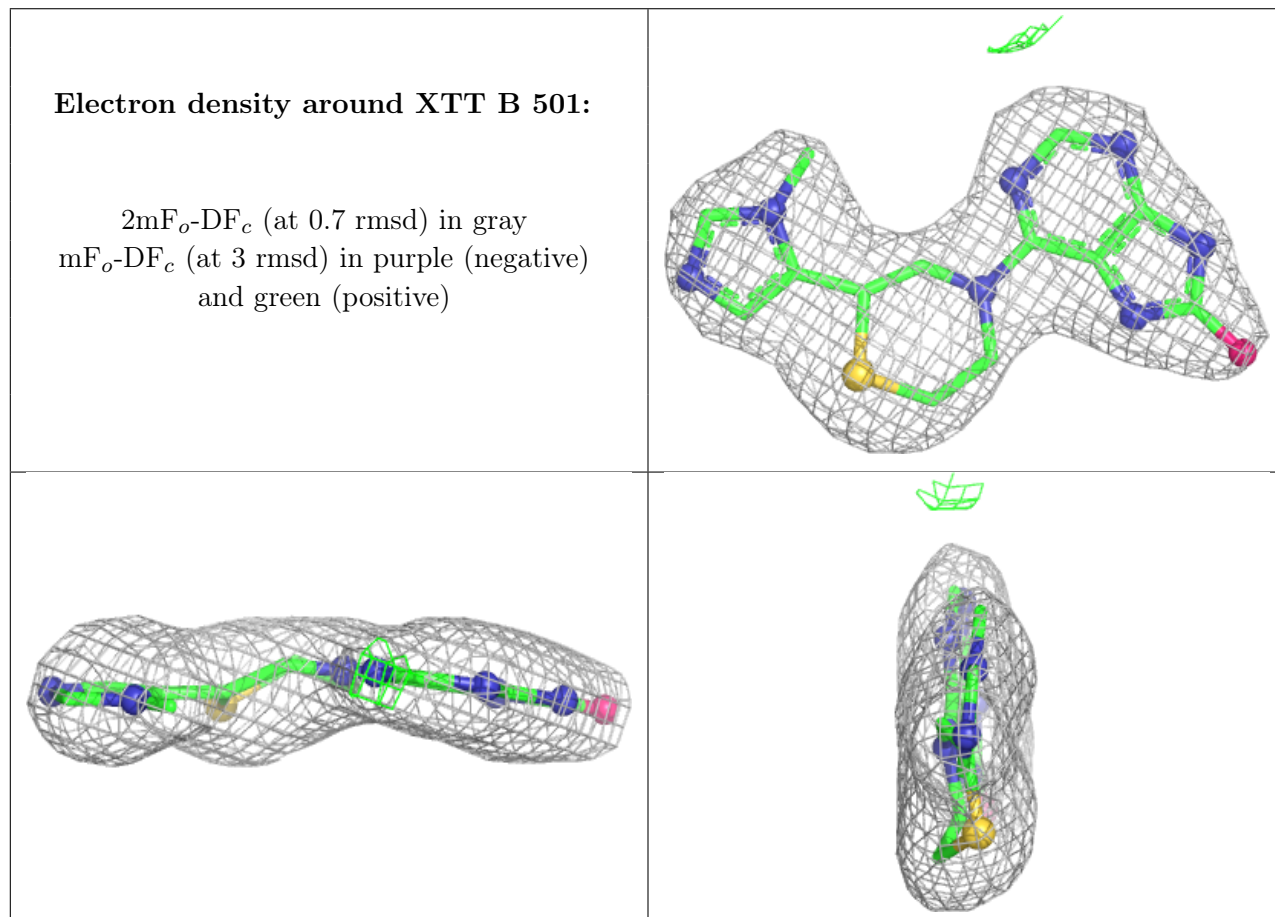 Electron density around XTT B 501:
2mFo-DFc (at 0.7 rmsd) in gray
mFo-DFc (at 3 rmsd) in purple (negative)
and green (positive)